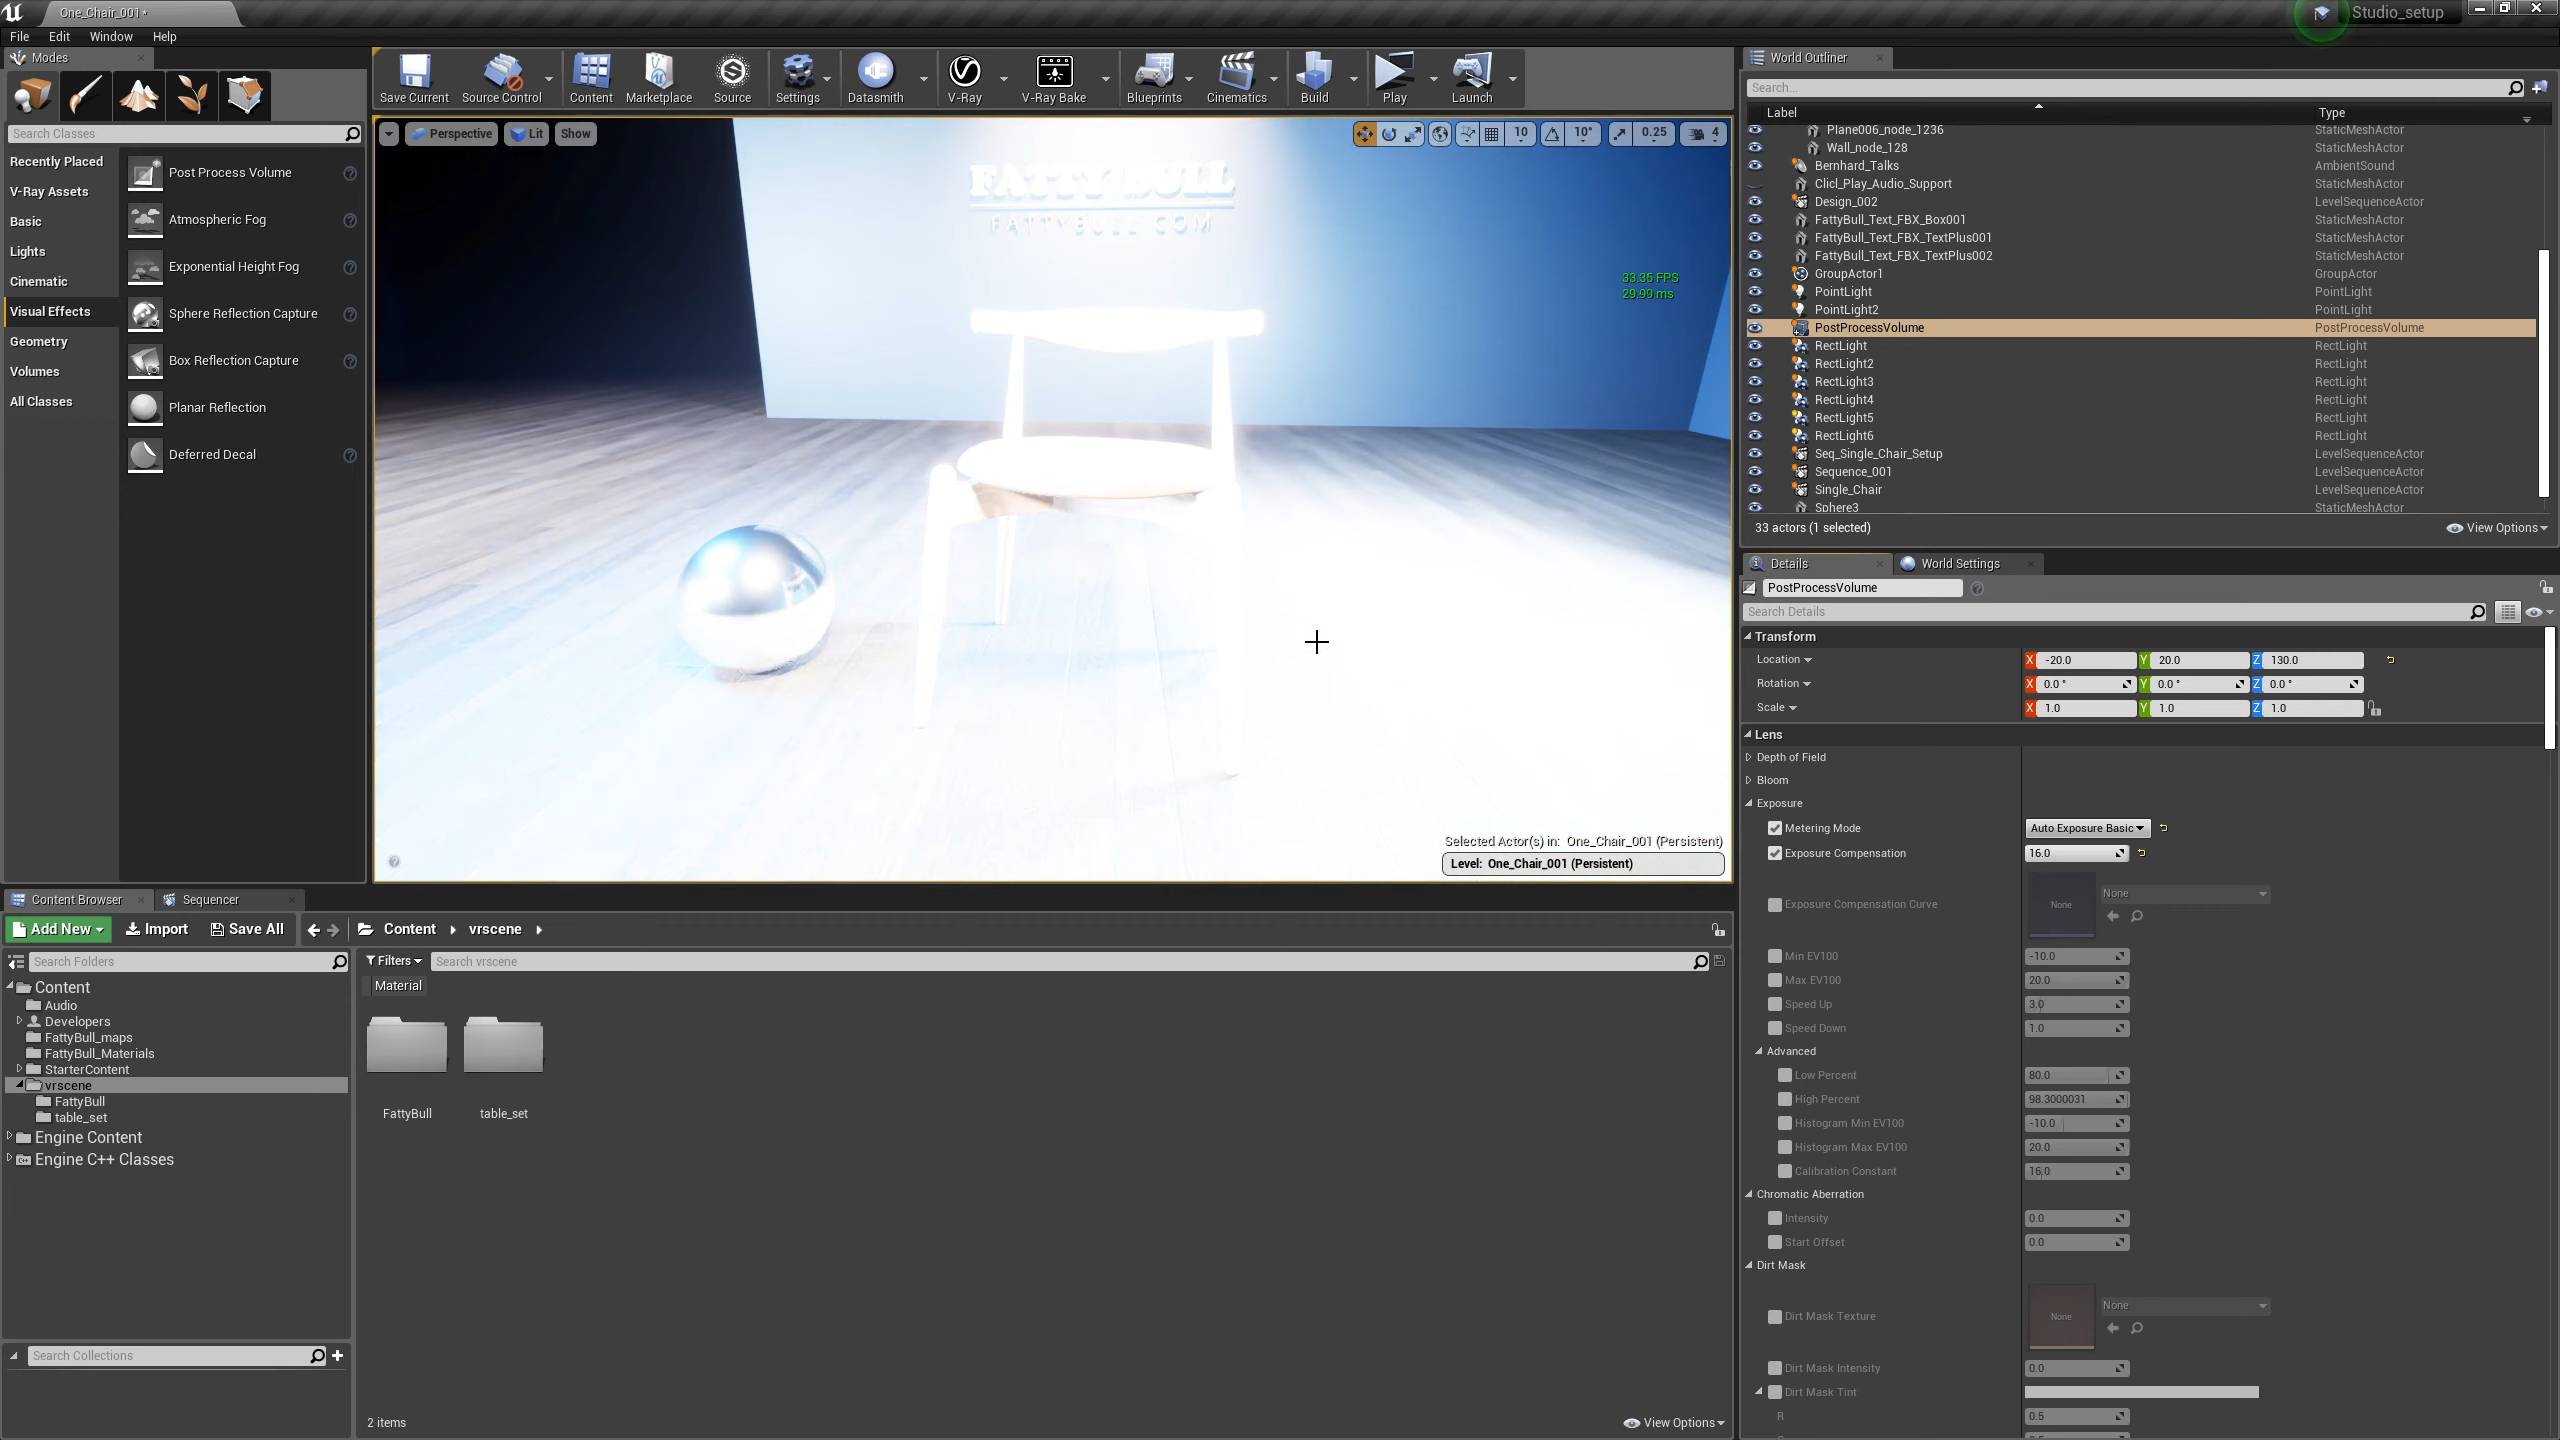 One_Chair_001*
Studio_setup
File Edit Window Help
Modes
Search Classes
Recently Placed
V-Ray Assets
Basic
Lights
Cinematic
Visual Effects
Geometry
Volumes
All Classes
Post Process Volume
Atmospheric Fog
Exponential Height Fog
Sphere Reflection Capture
Box Reflection Capture
Planar Reflection
Deferred Decal
Save Current Source Control Content Marketplace Source Settings Datasmith V-Ray V-Ray Bake Blueprints Cinematics Build Play Launch
Perspective Lit Show
10 10° 0.25 4
FATTY BULL
FATTYBULL.COM
33.35 FPS
29.99 ms
Selected Actor(s) in: One_Chair_001 (Persistent)
Level: One_Chair_001 (Persistent)
World Outliner
Search...
Label Type
Plane006_node_1236 StaticMeshActor
Wall_node_128 StaticMeshActor
Bernhard_Talks AmbientSound
Clicl_Play_Audio_Support StaticMeshActor
Design_002 LevelSequenceActor
FattyBull_Text_FBX_Box001 StaticMeshActor
FattyBull_Text_FBX_TextPlus001 StaticMeshActor
FattyBull_Text_FBX_TextPlus002 StaticMeshActor
GroupActor1 GroupActor
PointLight PointLight
PointLight2 PointLight
PostProcessVolume PostProcessVolume
RectLight RectLight
RectLight2 RectLight
RectLight3 RectLight
RectLight4 RectLight
RectLight5 RectLight
RectLight6 RectLight
Seq_Single_Chair_Setup LevelSequenceActor
Sequence_001 LevelSequenceActor
Single_Chair LevelSequenceActor
Sphere3 StaticMeshActor
33 actors (1 selected) View Options
Details World Settings
PostProcessVolume
Search Details
Transform
Location X -20.0 Y 20.0 Z 130.0
Rotation X 0.0 ° Y 0.0 ° Z 0.0 °
Scale X 1.0 Y 1.0 Z 1.0
Lens
Depth of Field
Bloom
Exposure
Metering Mode Auto Exposure Basic
Exposure Compensation 16.0
Exposure Compensation Curve None None
Min EV100 -10.0
Max EV100 20.0
Speed Up 3.0
Speed Down 1.0
Advanced
Low Percent 80.0
High Percent 98.3000031
Histogram Min EV100 -10.0
Histogram Max EV100 20.0
Calibration Constant 16.0
Chromatic Aberration
Intensity 0.0
Start Offset 0.0
Dirt Mask
Dirt Mask Texture None None
Dirt Mask Intensity 0.0
Dirt Mask Tint
R 0.5
Content Browser Sequencer
Add New Import Save All Content vrscene
Search Folders
Content
Audio
Developers
FattyBull_maps
FattyBull_Materials
StarterContent
vrscene
FattyBull
table_set
Engine Content
Engine C++ Classes
Search Collections
Filters Search vrscene
Material
FattyBull table_set
2 items View Options